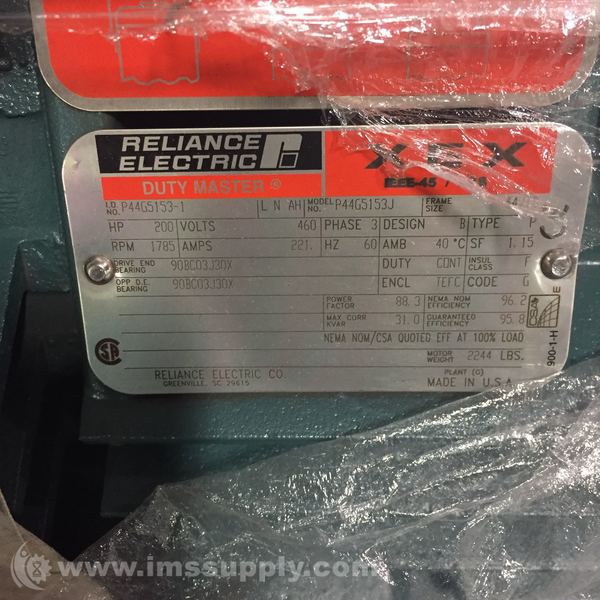 RELIANCE
ELECTRIC
XEX
DUTY MASTER ®
I.D. NO. P44G5153-1 L N AH MODEL NO. P44G5153J FRAME SIZE
HP 200 VOLTS 460 PHASE 3 DESIGN B TYPE P
RPM 1785 AMPS 221. HZ 60 AMB 40 °C SF 1.15
DRIVE END BEARING 90BC03J30X DUTY CONT INSUL CLASS F
OPP D.E. BEARING 90BC03J30X ENCL TEFC CODE G
POWER FACTOR 88.3 NEMA NOM EFFICIENCY 96.2
MAX CORR KVAR 31.0 GUARANTEED EFFICIENCY 95.8
NEMA NOM/CSA QUOTED EFF AT 100% LOAD
MOTOR WEIGHT 2244 LBS.
RELIANCE ELECTRIC CO.
GREENVILLE, SC 29615
PLANT (G)
MADE IN U.S.A
SA
CSA
E
900-1-H
www.imssupply.com